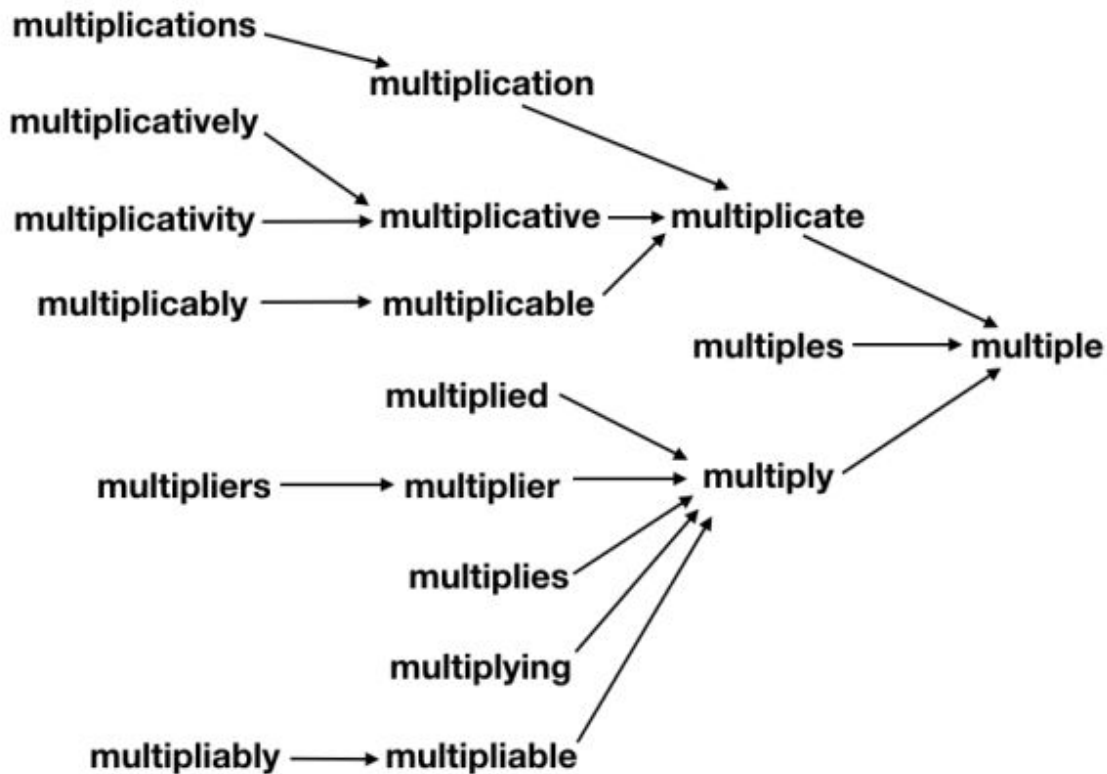 multiplications
multiplication
multiplicatively
multiplicativity
multiplicative
multiplicate
multiplicably
multiplicable
multiples
multiple
multiplied
multipliers
multiplier
multiply
multiplies
multiplying
multipliably
multipliable